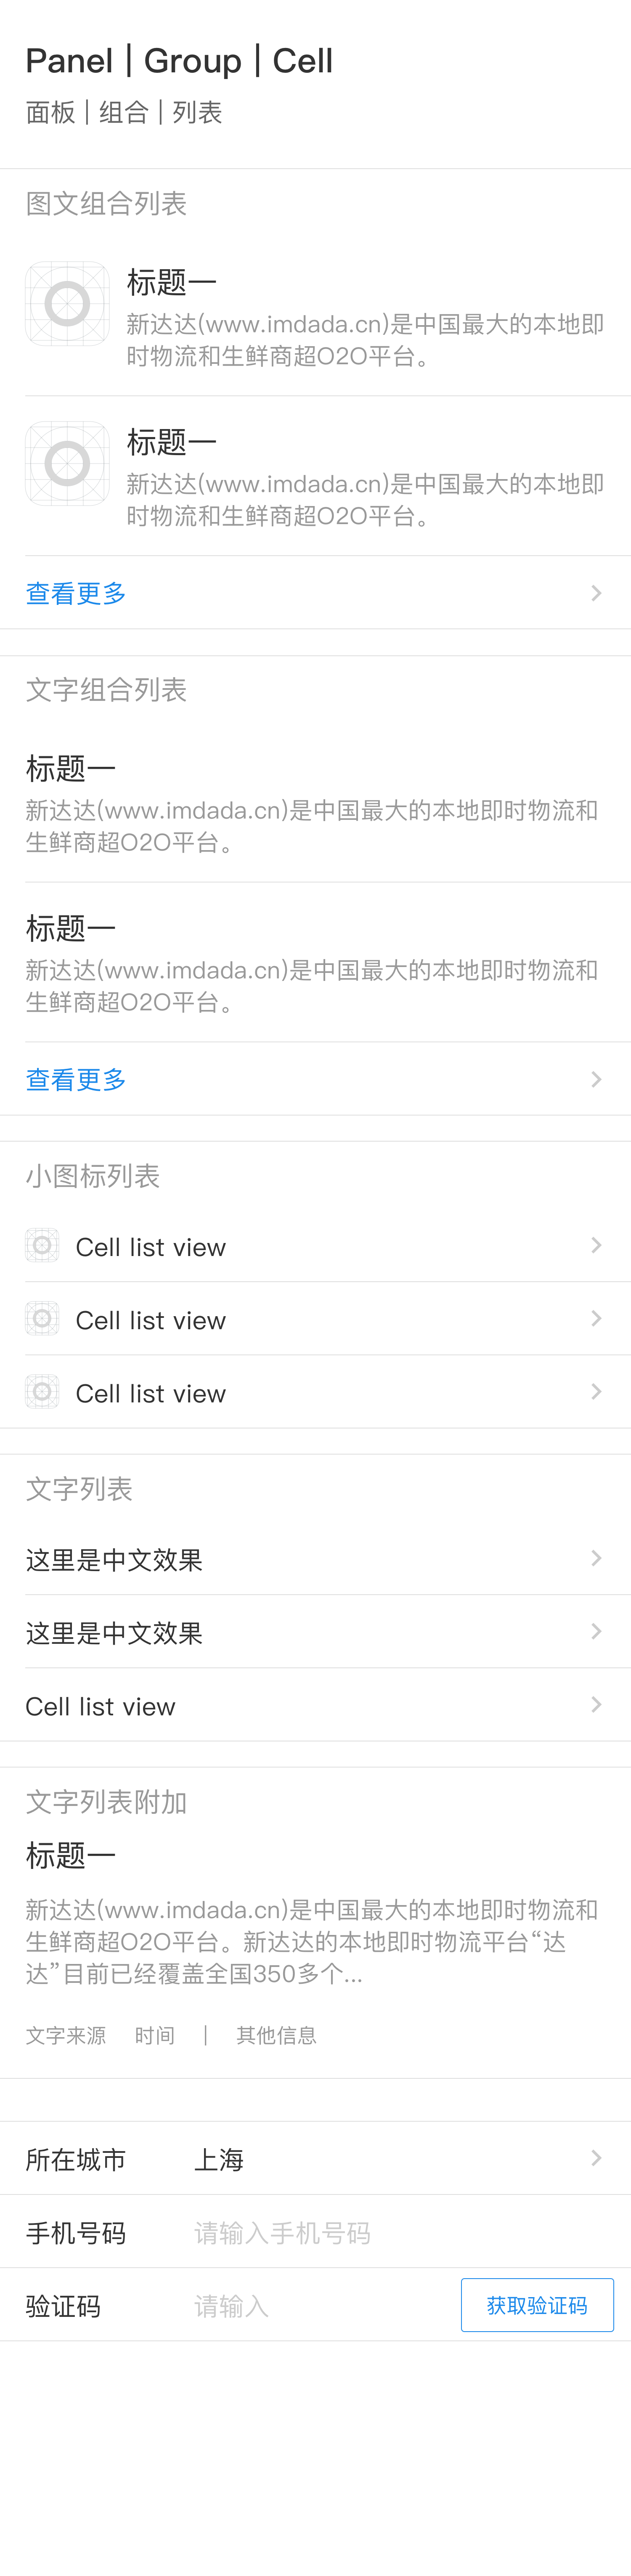 Panel | Group | Cell
面板 | 组合 | 列表
图文组合列表
标题一
新达达(www.imdada.cn)是中国最大的本地即
时物流和生鲜商超O2O平台。
标题一
新达达(www.imdada.cn)是中国最大的本地即
时物流和生鲜商超O2O平台。
查看更多
文字组合列表
标题一
新达达(www.imdada.cn)是中国最大的本地即时物流和
生鲜商超O2O平台。
标题一
新达达(www.imdada.cn)是中国最大的本地即时物流和
生鲜商超O2O平台。
查看更多
小图标列表
Cell list view
Cell list view
Cell list view
文字列表
这里是中文效果
这里是中文效果
Cell list view
文字列表附加
标题一
新达达(www.imdada.cn)是中国最大的本地即时物流和
生鲜商超O2O平台。新达达的本地即时物流平台“达
达”目前已经覆盖全国350多个...
文字来源 时间 | 其他信息
所在城市 上海
手机号码 请输入手机号码
验证码 请输入 获取验证码